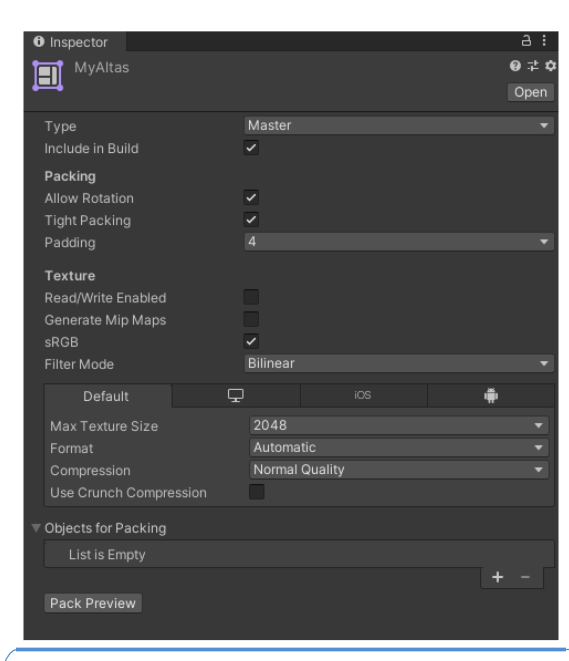 Inspector
MyAltas
Open
Type Master
Include in Build
Packing
Allow Rotation
Tight Packing
Padding 4
Texture
Read/Write Enabled
Generate Mip Maps
sRGB
Filter Mode Bilinear
Default iOS
Max Texture Size 2048
Format Automatic
Compression Normal Quality
Use Crunch Compression
Objects for Packing
List is Empty
+ −
Pack Preview